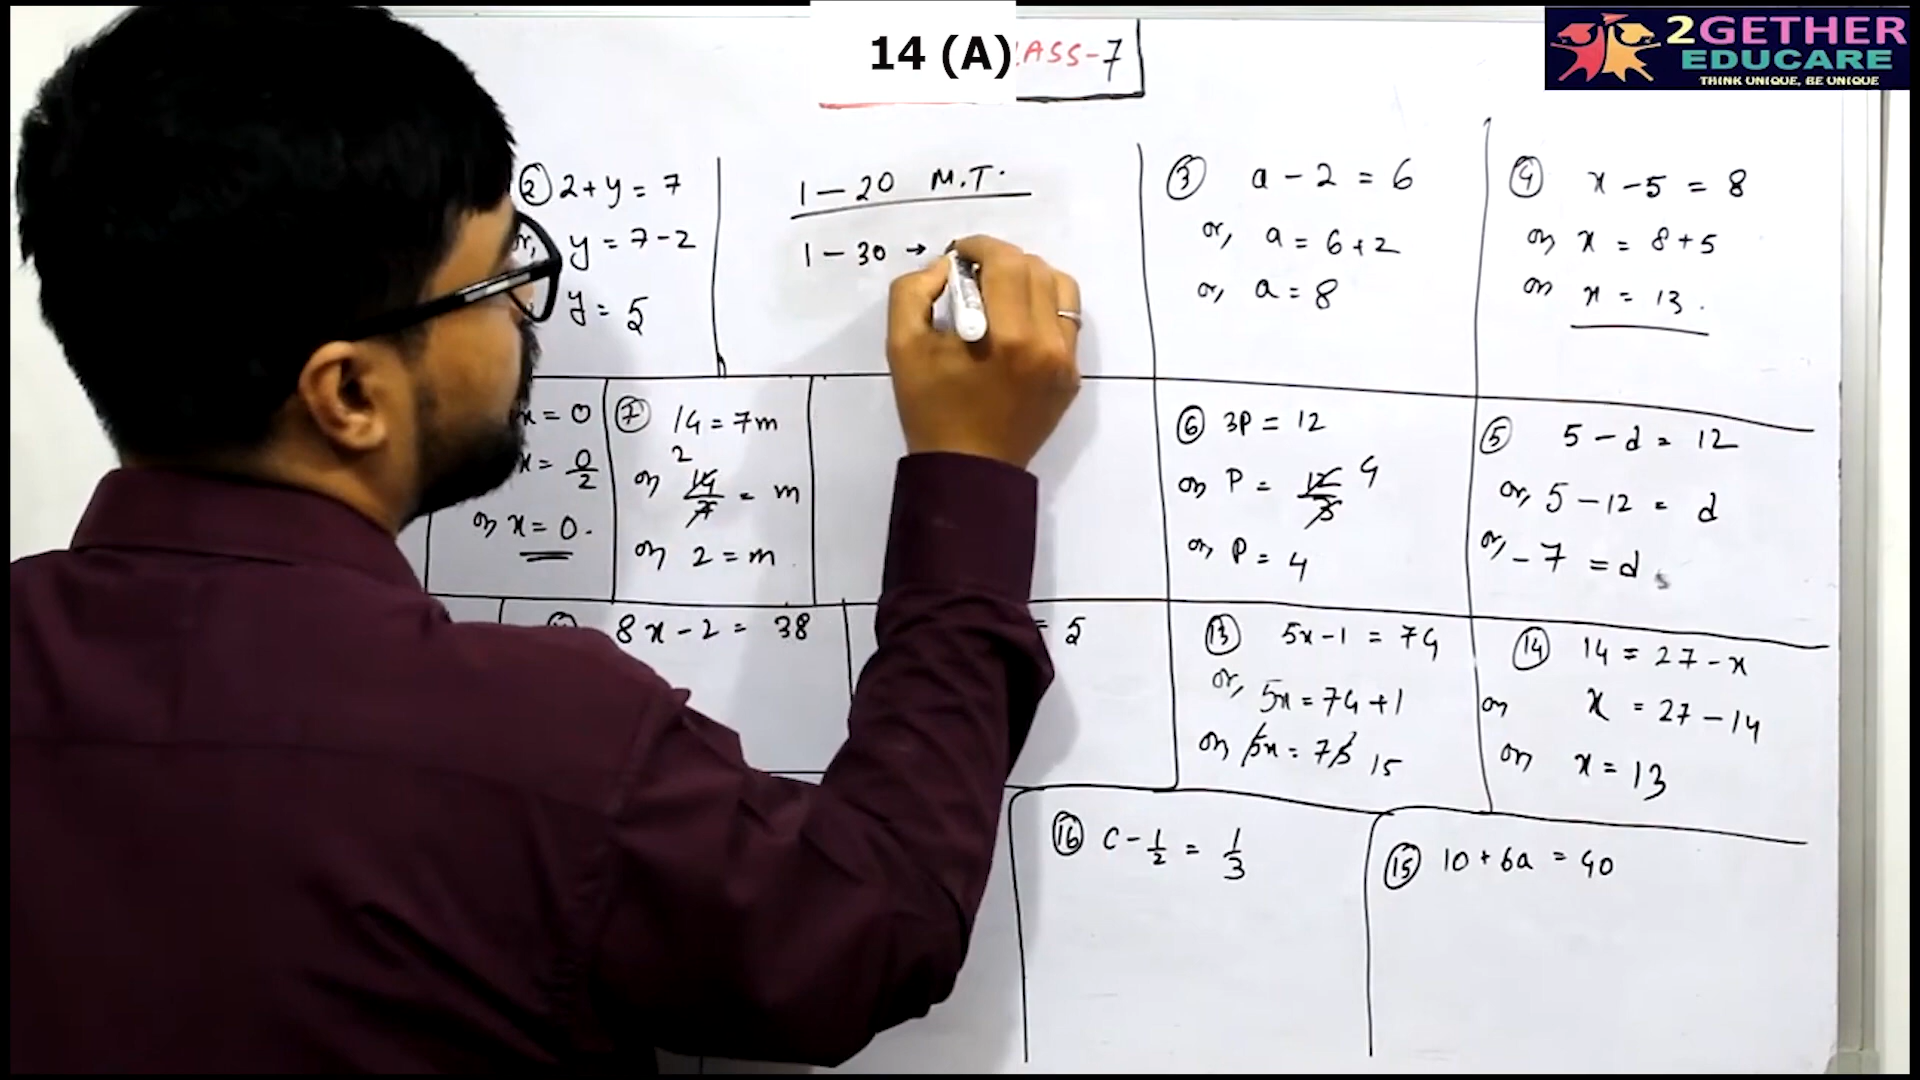 14 (A)
CLASS-7
2GETHER
EDUCARE
THINK UNIQUE, BE UNIQUE
② 2 + y = 7
or, y = 7 - 2
y = 5
1 - 20 M.T.
1 - 30 →
③ a - 2 = 6
or, a = 6 + 2
or, a = 8
④ x - 5 = 8
or x = 8 + 5
or x = 13.
x = 0
x = 0/2
or x = 0.
⑦ 14 = 7m
2
or 14/7 = m
or 2 = m
⑥ 3P = 12
or P = 12/3 4
or, P = 4
⑤ 5 - d = 12
or, 5 - 12 = d
or, - 7 = d
8x - 2 = 38
= 5
⑬ 5x - 1 = 74
or, 5x = 74 + 1
or 5x = 75 15
⑭ 14 = 27 - x
or x = 27 - 14
or x = 13
⑯ c - 1/2 = 1/3
⑮ 10 + 6a = 40